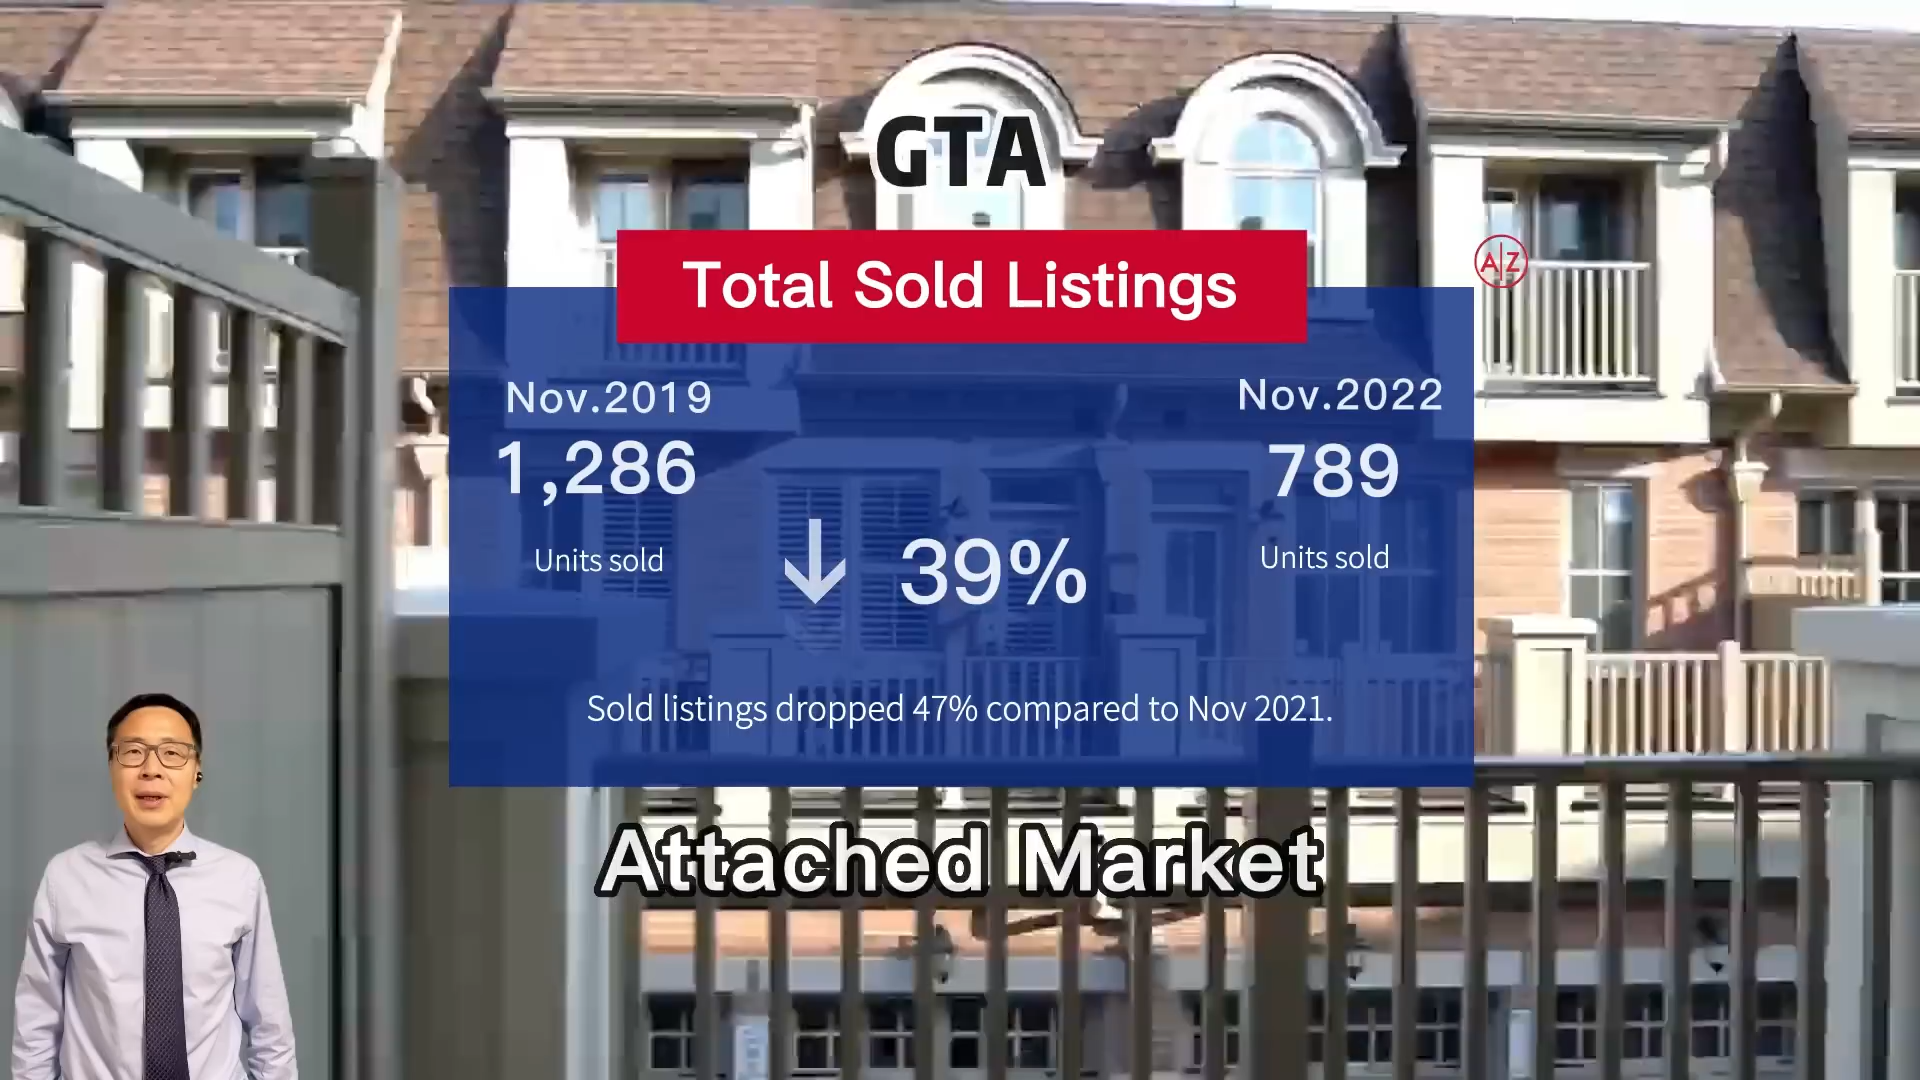 GTA
Total Sold Listings
A|Z
Nov.2019
Nov.2022
1,286
789
Units sold
Units sold
↓ 39%
Sold listings dropped 47% compared to Nov 2021.
Attached Market